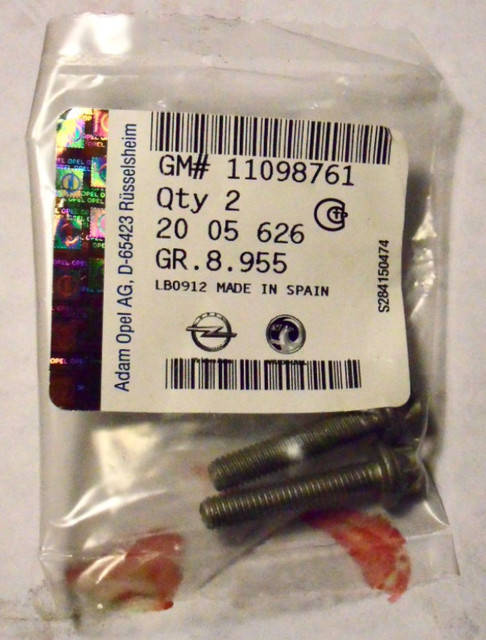 GM# 11098761
Qty 2
20 05 626
GR.8.955
LB0912 MADE IN SPAIN
Adam Opel AG, D-65423 Rüsselsheim
S284150474